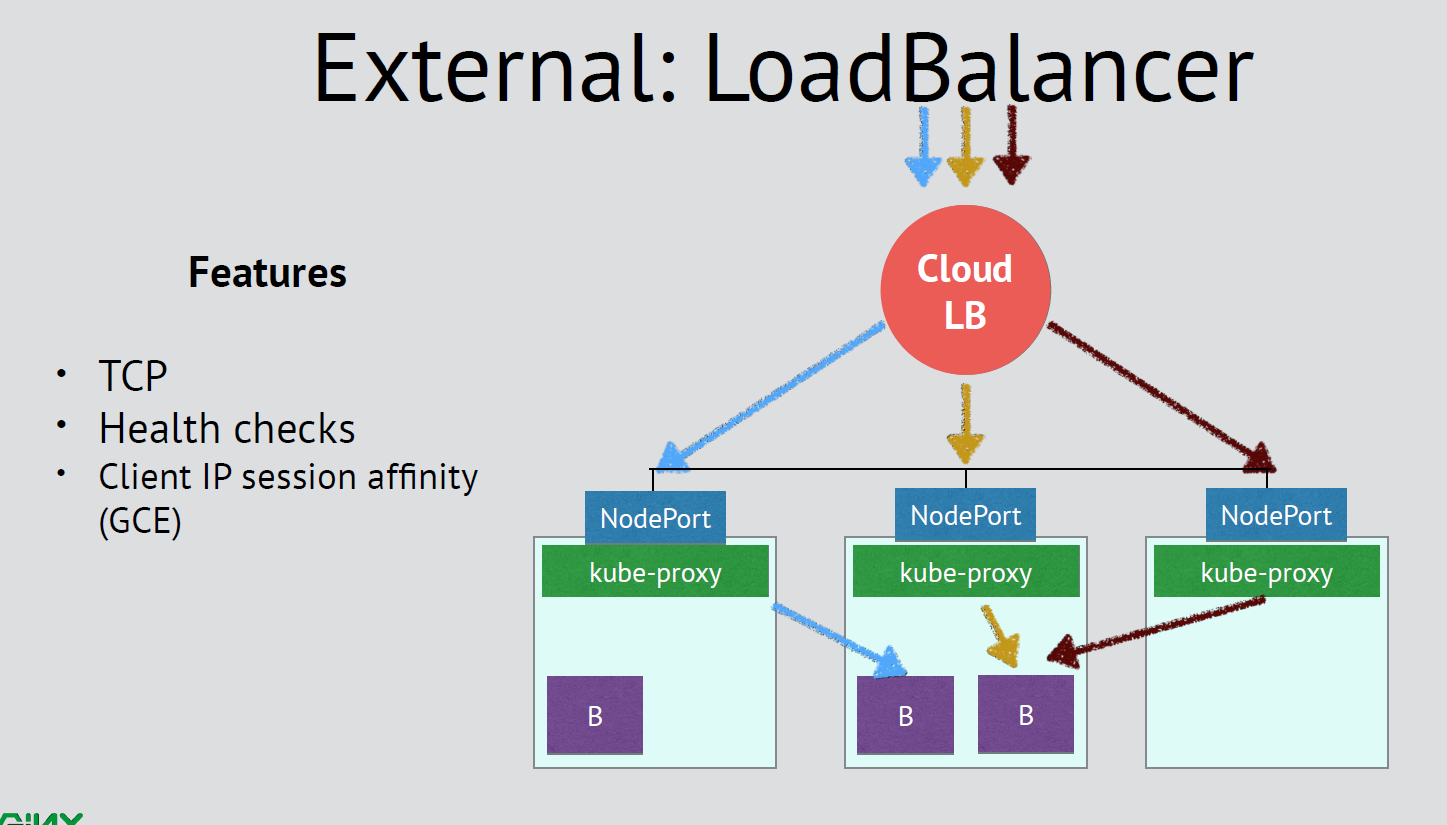 External: LoadBalancer
Features
• TCP
• Health checks
• Client IP session affinity
(GCE)
Cloud
LB
NodePort
NodePort
NodePort
kube-proxy
kube-proxy
kube-proxy
B
B
B